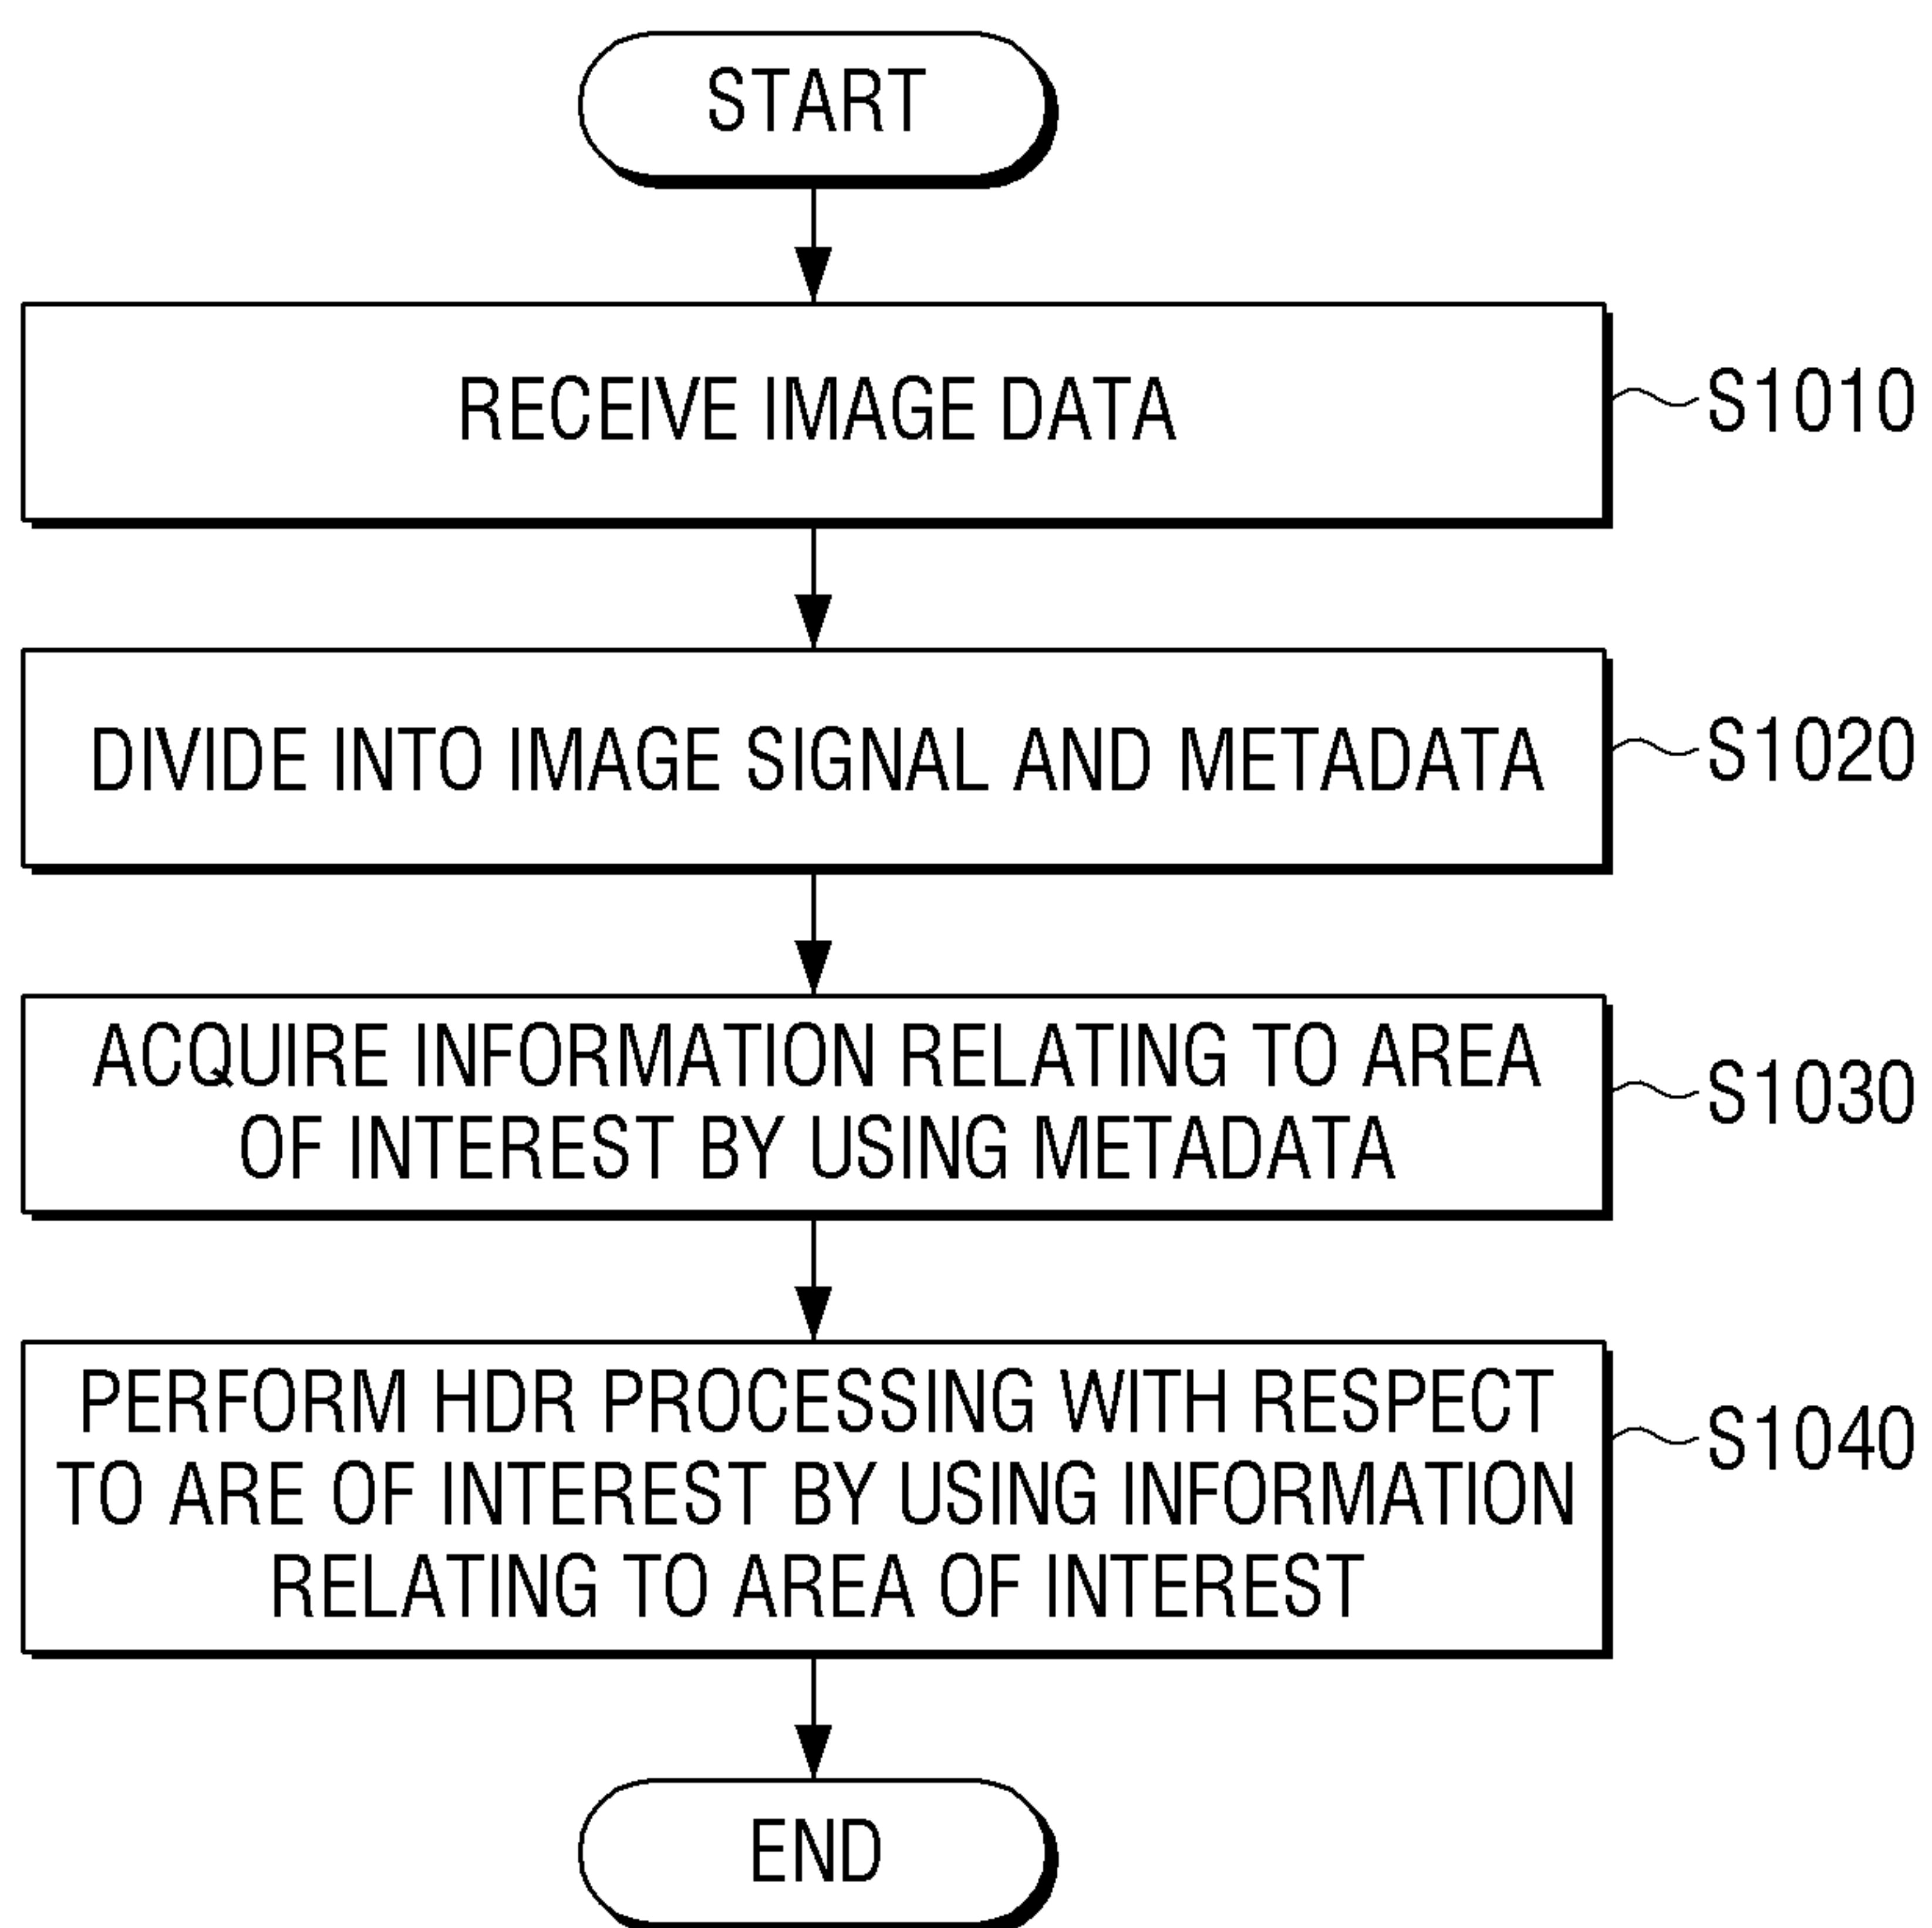 START
RECEIVE IMAGE DATA
S1010
DIVIDE INTO IMAGE SIGNAL AND METADATA
S1020
ACQUIRE INFORMATION RELATING TO AREA
OF INTEREST BY USING METADATA
S1030
PERFORM HDR PROCESSING WITH RESPECT
TO ARE OF INTEREST BY USING INFORMATION
RELATING TO AREA OF INTEREST
S1040
END